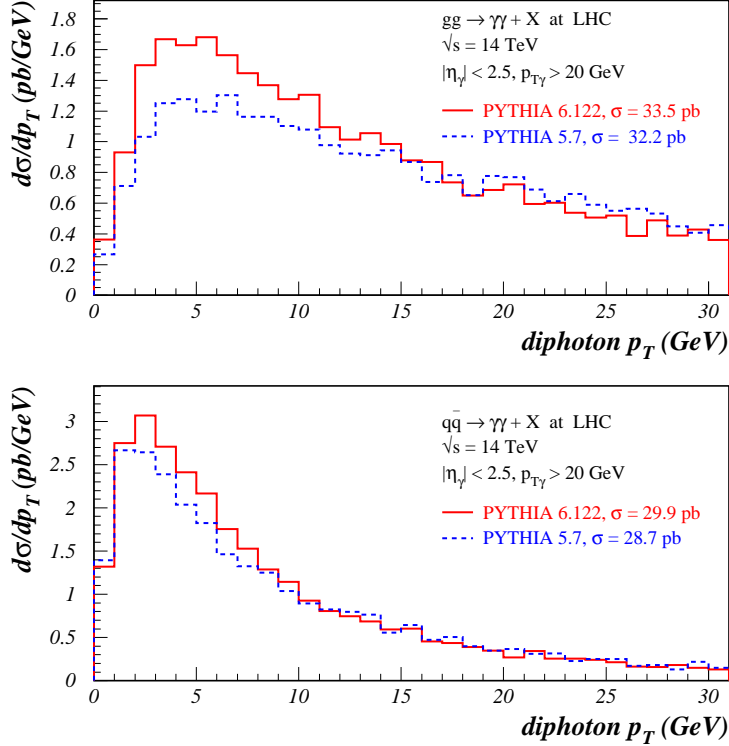 dσ/dp_T (pb/GeV)
gg → γγ + X at LHC
√s = 14 TeV
|η_γ| < 2.5, p_Tγ > 20 GeV
PYTHIA 6.122, σ = 33.5 pb
PYTHIA 5.7, σ = 32.2 pb
1.8
1.6
1.4
1.2
1
0.8
0.6
0.4
0.2
0
0 5 10 15 20 25 30
diphoton p_T (GeV)
dσ/dp_T (pb/GeV)
qq̄ → γγ + X at LHC
√s = 14 TeV
|η_γ| < 2.5, p_Tγ > 20 GeV
PYTHIA 6.122, σ = 29.9 pb
PYTHIA 5.7, σ = 28.7 pb
3
2.5
2
1.5
1
0.5
0
0 5 10 15 20 25 30
diphoton p_T (GeV)